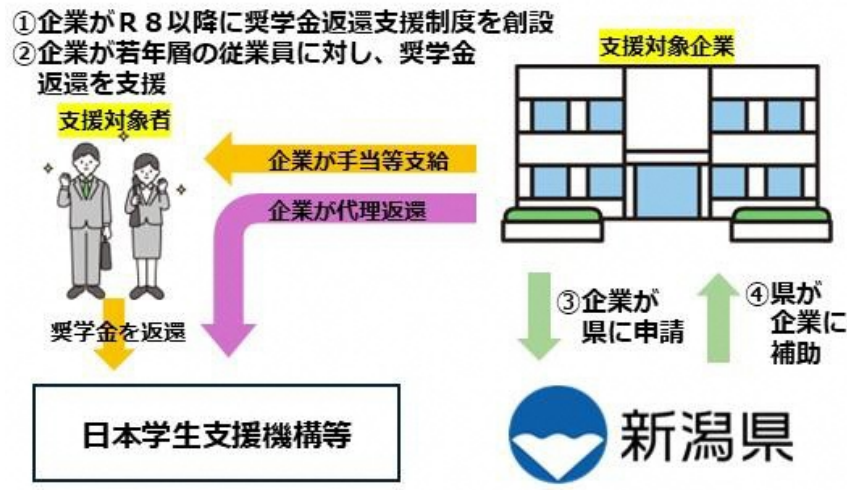 ①企業がＲ８以降に奨学金返還支援制度を創設
②企業が若年層の従業員に対し、奨学金
返還を支援
支援対象者
支援対象企業
企業が手当等支給
企業が代理返還
奨学金を返還
③企業が
県に申請
④県が
企業に
補助
日本学生支援機構等
新潟県